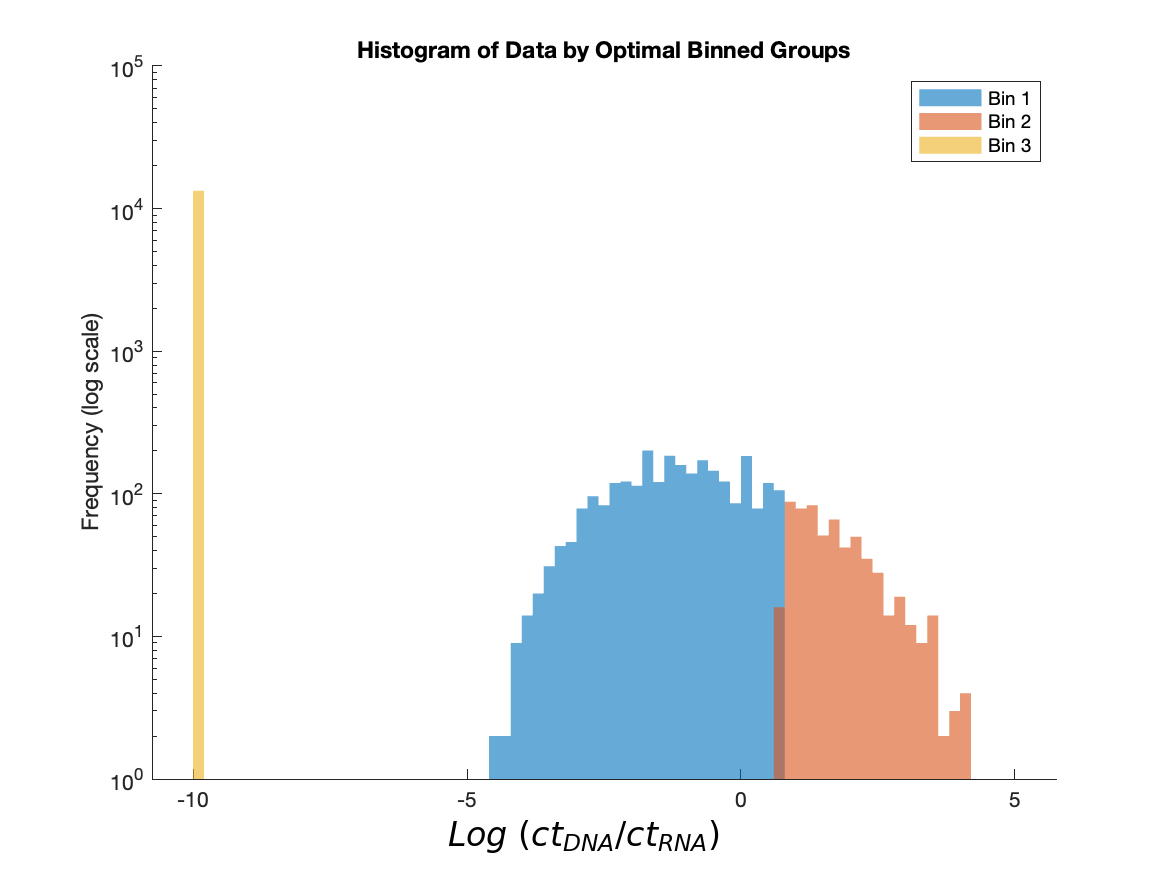 Histogram of Data by Optimal Binned Groups
Bin 1
Bin 2
Bin 3
Frequency (log scale)
10^5
10^4
10^3
10^2
10^1
10^0
-10 -5 0 5
Log (ct_DNA/ct_RNA)